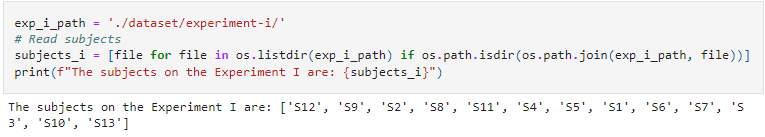 exp_i_path = './dataset/experiment-i/'
# Read subjects
subjects_i = [file for file in os.listdir(exp_i_path) if os.path.isdir(os.path.join(exp_i_path, file))]
print(f"The subjects on the Experiment I are: {subjects_i}")
The subjects on the Experiment I are: ['S12', 'S9', 'S2', 'S8', 'S11', 'S4', 'S5', 'S1', 'S6', 'S7', 'S
3', 'S10', 'S13']